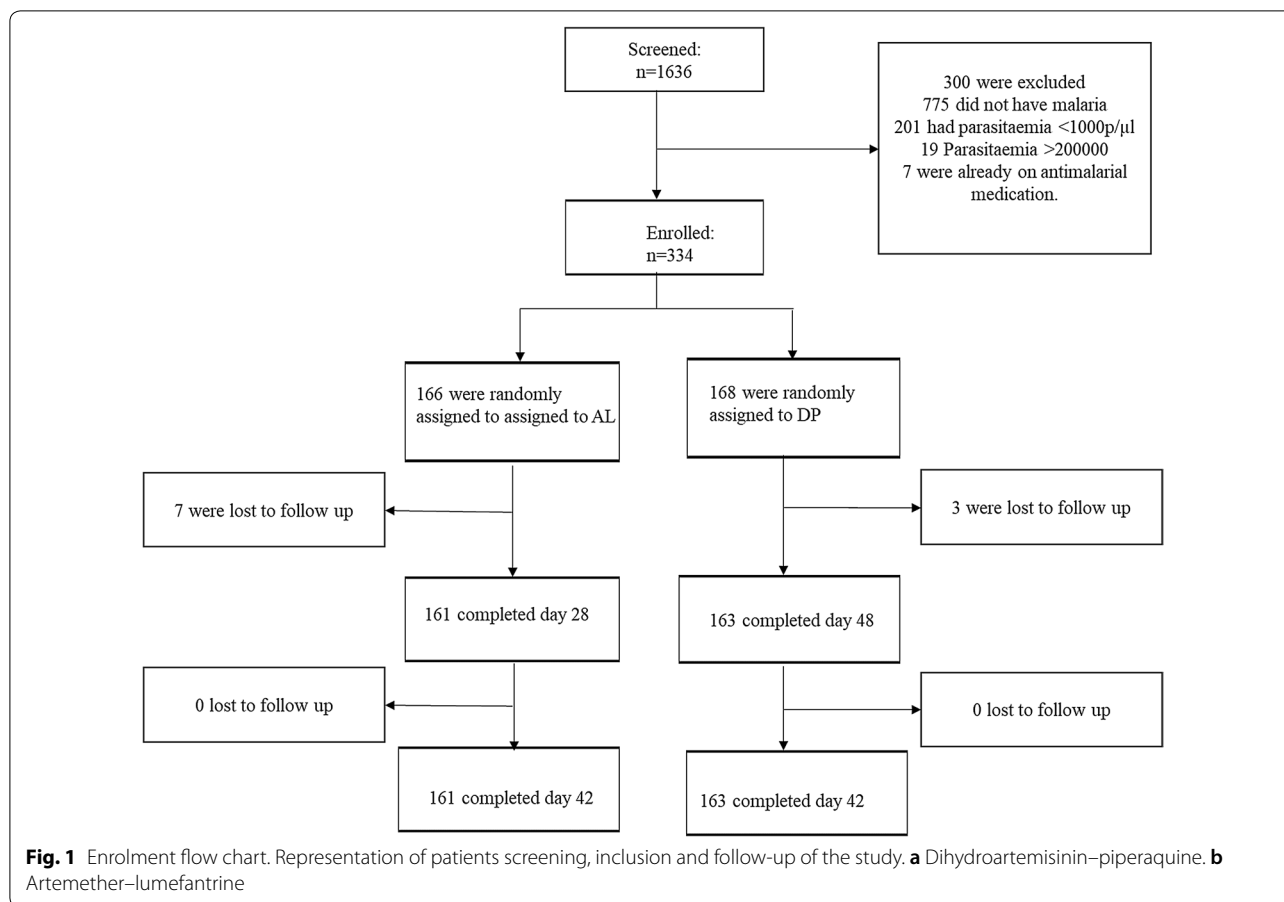 Screened:
n=1636
300 were excluded
775 did not have malaria
201 had parasitaemia <1000p/µl
19 Parasitaemia >200000
7 were already on antimalarial
medication.
Enrolled:
n=334
166 were randomly
assigned to assigned to AL
168 were randomly
assigned to DP
7 were lost to follow up
3 were lost to follow up
161 completed day 28
163 completed day 48
0 lost to follow up
0 lost to follow up
161 completed day 42
163 completed day 42
Fig. 1 Enrolment flow chart. Representation of patients screening, inclusion and follow-up of the study. a Dihydroartemisinin–piperaquine. b
Artemether–lumefantrine